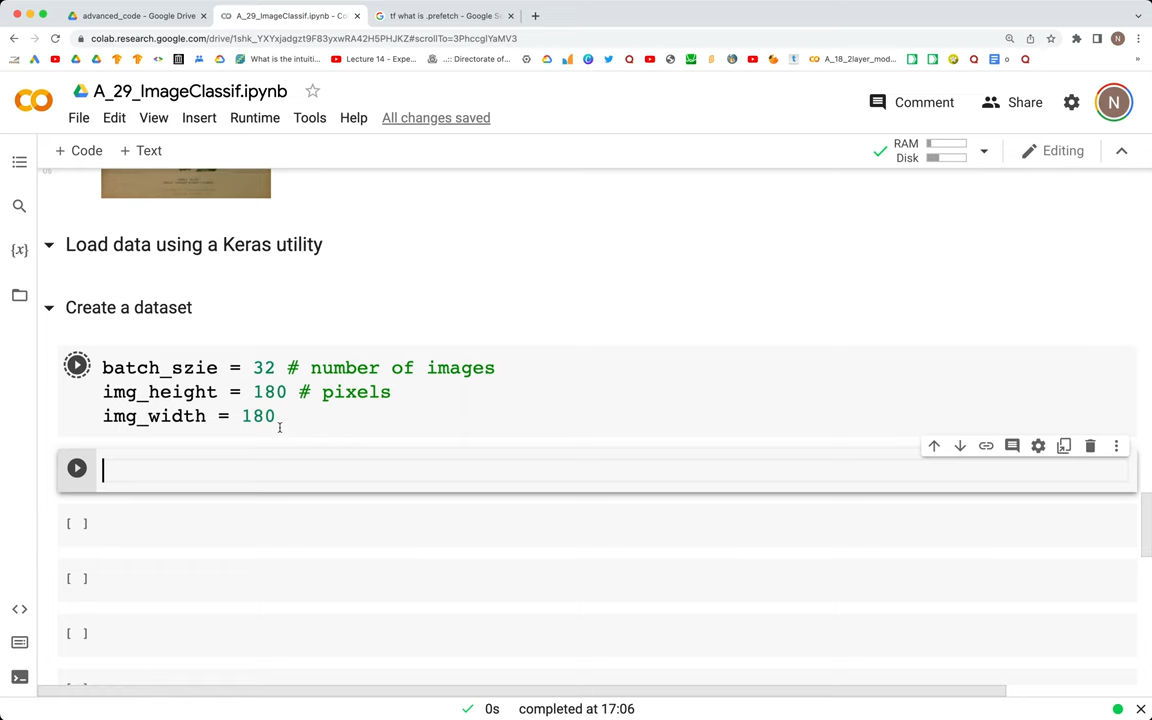 advanced_code - Google Drive
A_29_ImageClassif.ipynb - Co
tf what is .prefetch - Google Se
colab.research.google.com/drive/1shk_YXYxjadgzt9F83yxwRA42H5PHJKZ#scrollTo=3PhccglYaMV3
N
What is the intuiti...
Lecture 14 - Expe...
..:: Directorate of...
A_18_2layer_mod...
»
A_29_ImageClassif.ipynb
Comment
Share
N
File Edit View Insert Runtime Tools Help All changes saved
+ Code + Text
RAM
Disk
Editing
0s
Load data using a Keras utility
{x}
Create a dataset
batch_szie = 32 # number of images
img_height = 180 # pixels
img_width = 180
[ ]
[ ]
[ ]
0s completed at 17:06